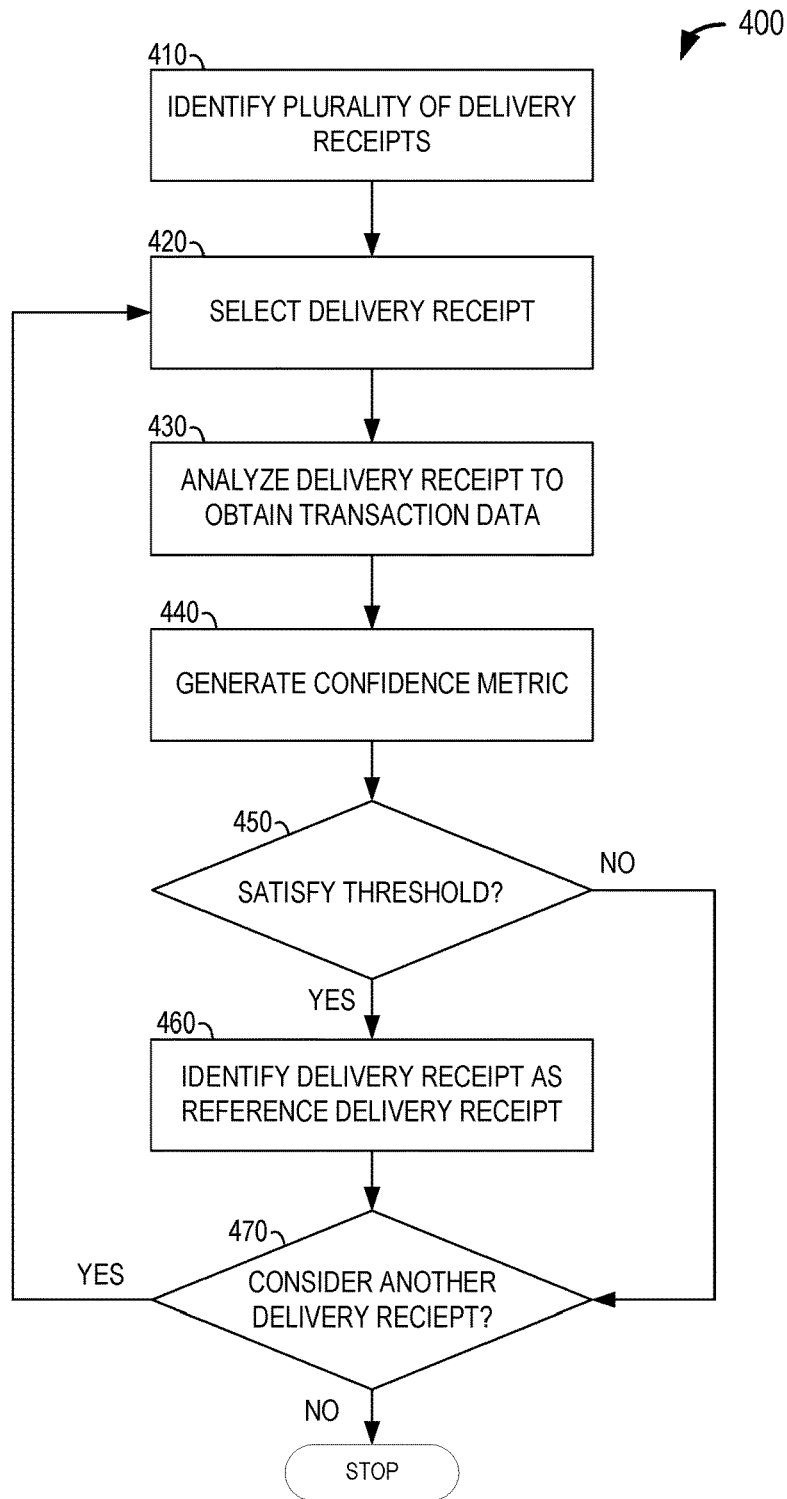 400
410
IDENTIFY PLURALITY OF DELIVERY
RECEIPTS
420
SELECT DELIVERY RECEIPT
430
ANALYZE DELIVERY RECEIPT TO
OBTAIN TRANSACTION DATA
440
GENERATE CONFIDENCE METRIC
450
SATISFY THRESHOLD?
NO
YES
460
IDENTIFY DELIVERY RECEIPT AS
REFERENCE DELIVERY RECEIPT
470
YES
CONSIDER ANOTHER
DELIVERY RECIEPT?
NO
STOP